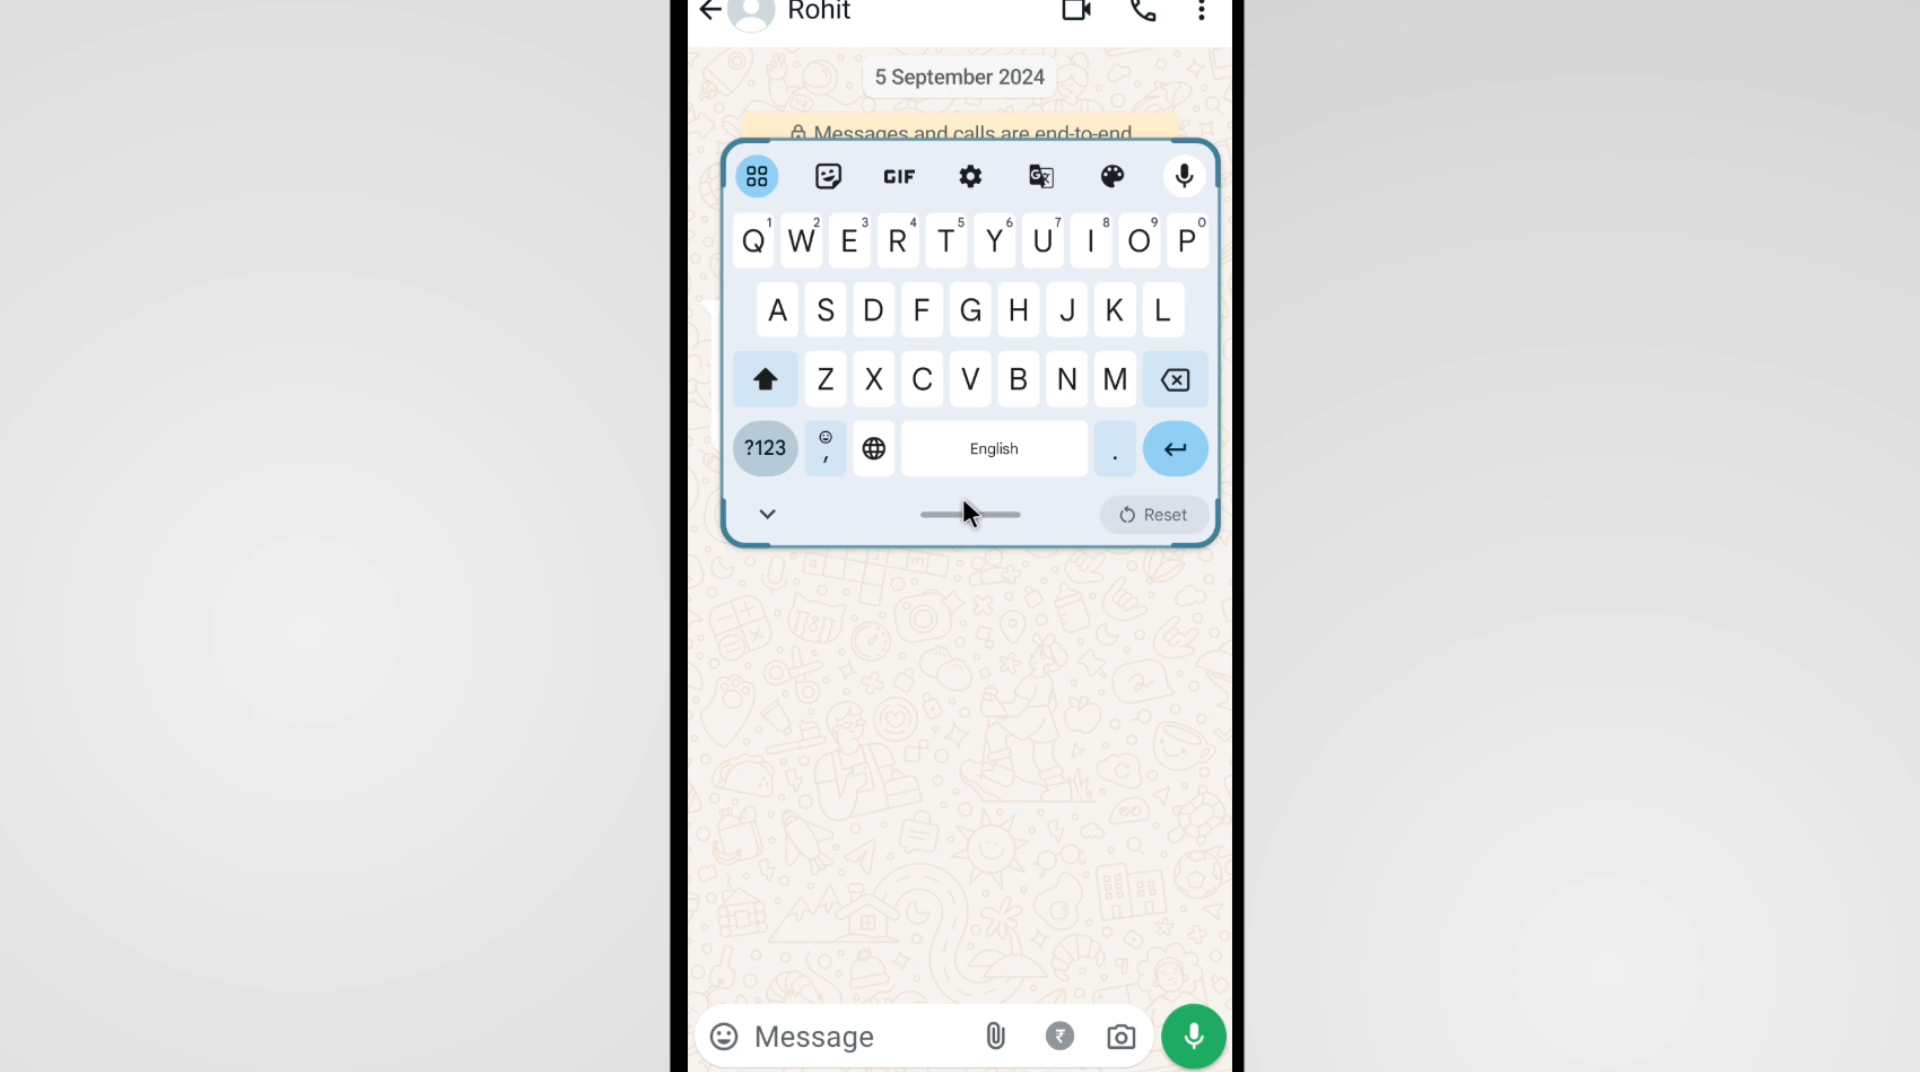 Rohit
5 September 2024
Messages and calls are end-to-end
GIF
1 2 3 4 5 6 7 8 9 0
Q W E R T Y U I O P
A S D F G H J K L
Z X C V B N M
?123 , English .
Reset
Message